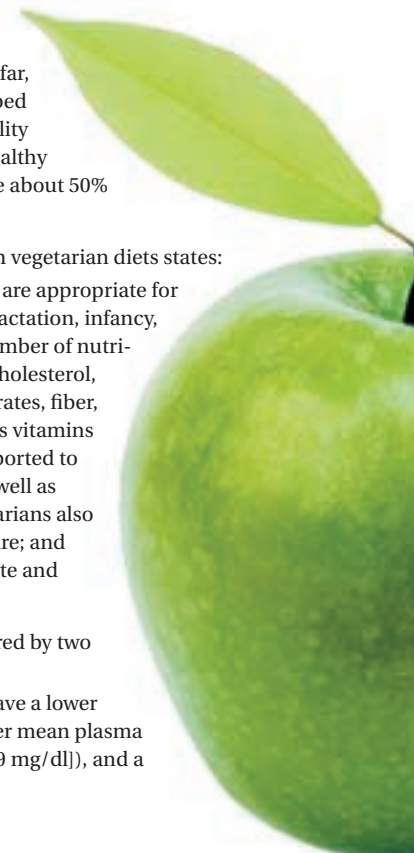 far,
ped
lity
althy
e about 50%
n vegetarian diets states:
are appropriate for
actation, infancy,
mber of nutri-
holesterol,
rates, fiber,
s vitamins
ported to
well as
arians also
re; and
te and
red by two
ave a lower
er mean plasma
9 mg/dl]), and a